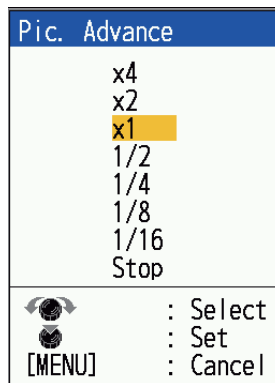 Pic. Advance
x4
x2
x1
1/2
1/4
1/8
1/16
Stop
: Select
: Set
[MENU] : Cancel